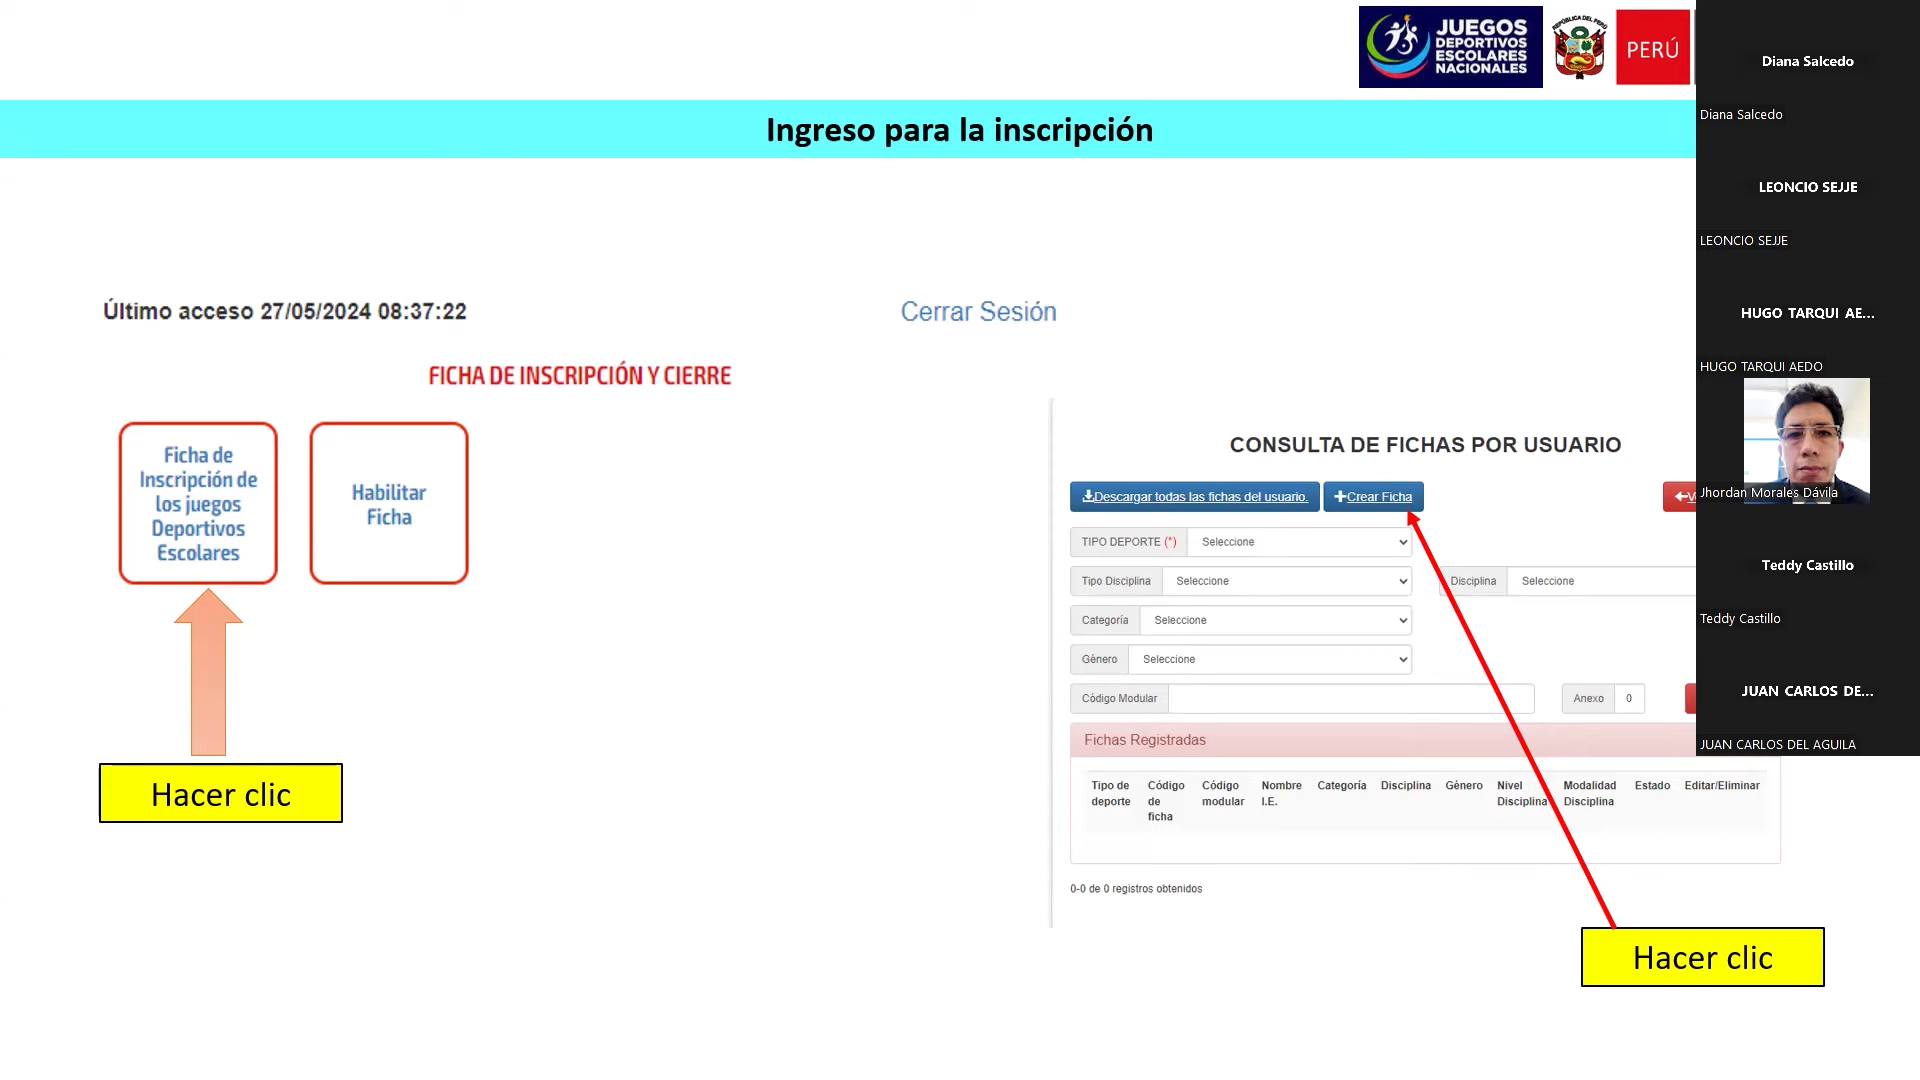 JUEGOS
DEPORTIVOS
ESCOLARES
NACIONALES
REPÚBLICA DEL PERÚ
PERÚ
Ingreso para la inscripción
Último acceso 27/05/2024 08:37:22
Cerrar Sesión
FICHA DE INSCRIPCIÓN Y CIERRE
Ficha de
Inscripción de
los juegos
Deportivos
Escolares
Habilitar
Ficha
Hacer clic
CONSULTA DE FICHAS POR USUARIO
Descargar todas las fichas del usuario.
Crear Ficha
TIPO DEPORTE (*)
Seleccione
Tipo Disciplina
Seleccione
Disciplina
Seleccione
Categoría
Seleccione
Género
Seleccione
Código Modular
Anexo
0
Fichas Registradas
Tipo de deporte
Código de ficha
Código modular
Nombre I.E.
Categoría
Disciplina
Género
Nivel Disciplina
Modalidad Disciplina
Estado
Editar/Eliminar
0-0 de 0 registros obtenidos
Hacer clic
Diana Salcedo
Diana Salcedo
LEONCIO SEJJE
LEONCIO SEJJE
HUGO TARQUI AE...
HUGO TARQUI AEDO
Jhordan Morales Dávila
Teddy Castillo
Teddy Castillo
JUAN CARLOS DE...
JUAN CARLOS DEL AGUILA